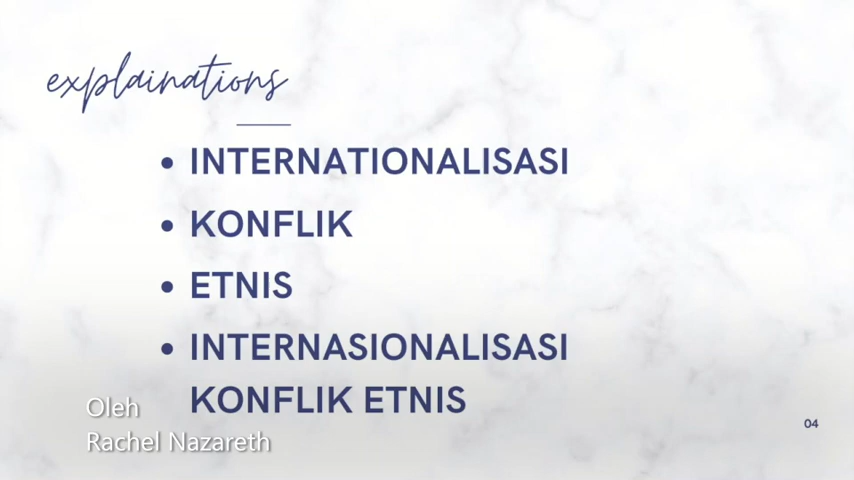 explainations
INTERNATIONALISASI
KONFLIK
ETNIS
INTERNASIONALISASI
KONFLIK ETNIS
Oleh
Rachel Nazareth
04